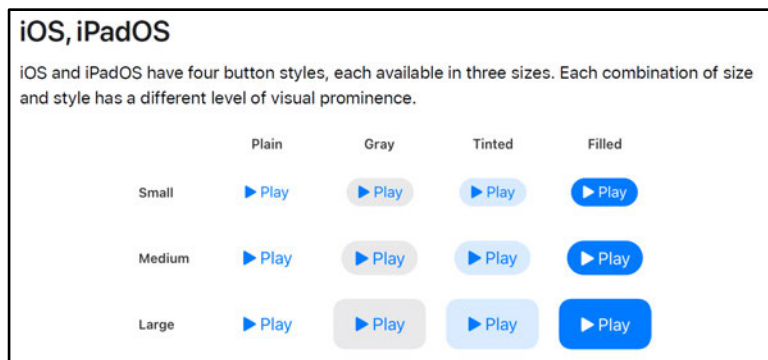 iOS, iPadOS
iOS and iPadOS have four button styles, each available in three sizes. Each combination of size
and style has a different level of visual prominence.
Plain Gray Tinted Filled
Small Play Play Play Play
Medium Play Play Play Play
Large Play Play Play Play